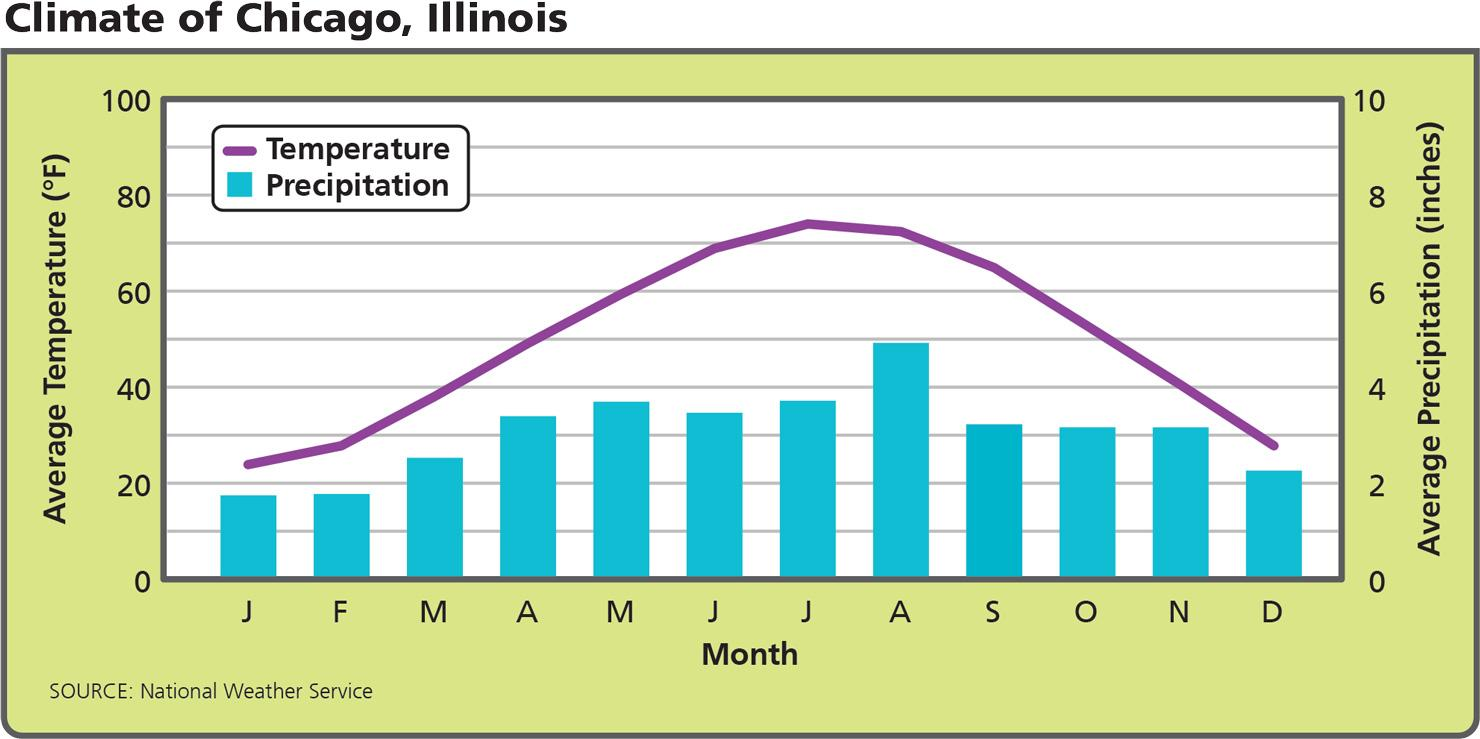 Climate of Chicago, Illinois
Average Temperature (°F)
100
80
60
40
20
0
Temperature
Precipitation
10
8
6
4
2
0
Average Precipitation (inches)
J F M A M J J A S O N D
Month
SOURCE: National Weather Service